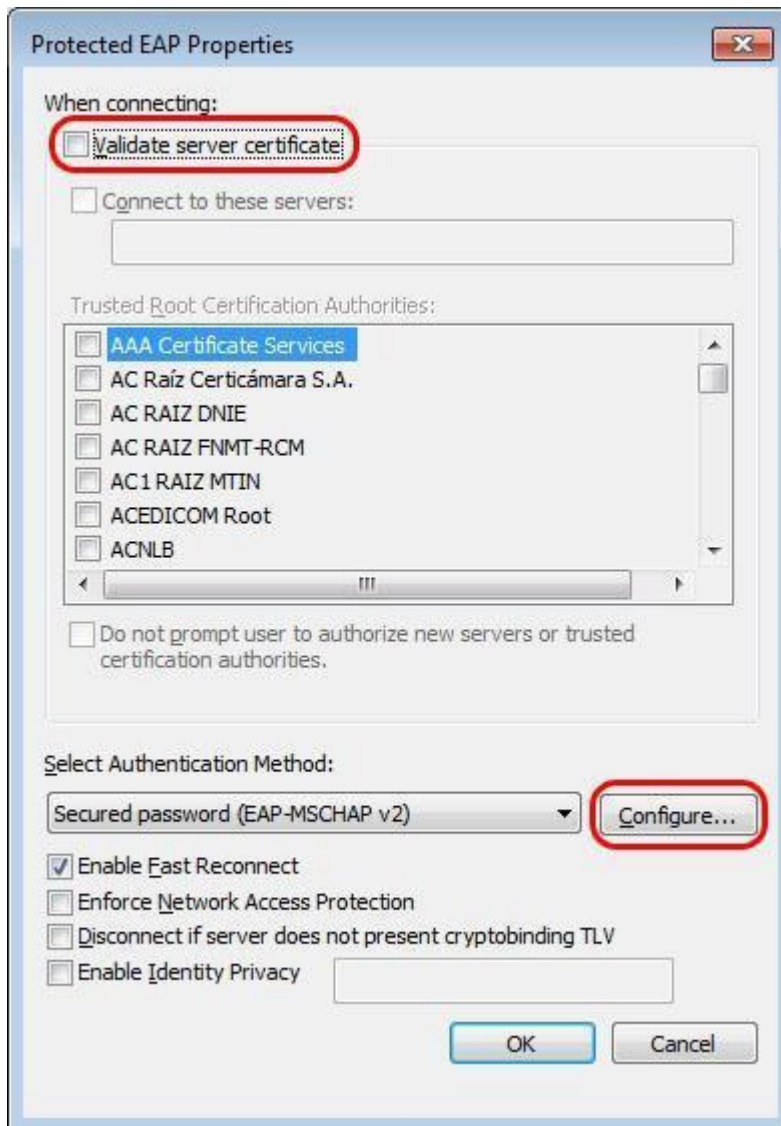 Protected EAP Properties
When connecting:
Validate server certificate
Connect to these servers:
Trusted Root Certification Authorities:
AAA Certificate Services
AC Raíz Certicámara S.A.
AC RAIZ DNIE
AC RAIZ FNMT-RCM
AC1 RAIZ MTIN
ACEDICOM Root
ACNLB
Do not prompt user to authorize new servers or trusted
certification authorities.
Select Authentication Method:
Secured password (EAP-MSCHAP v2)
Configure...
Enable Fast Reconnect
Enforce Network Access Protection
Disconnect if server does not present cryptobinding TLV
Enable Identity Privacy
OK
Cancel